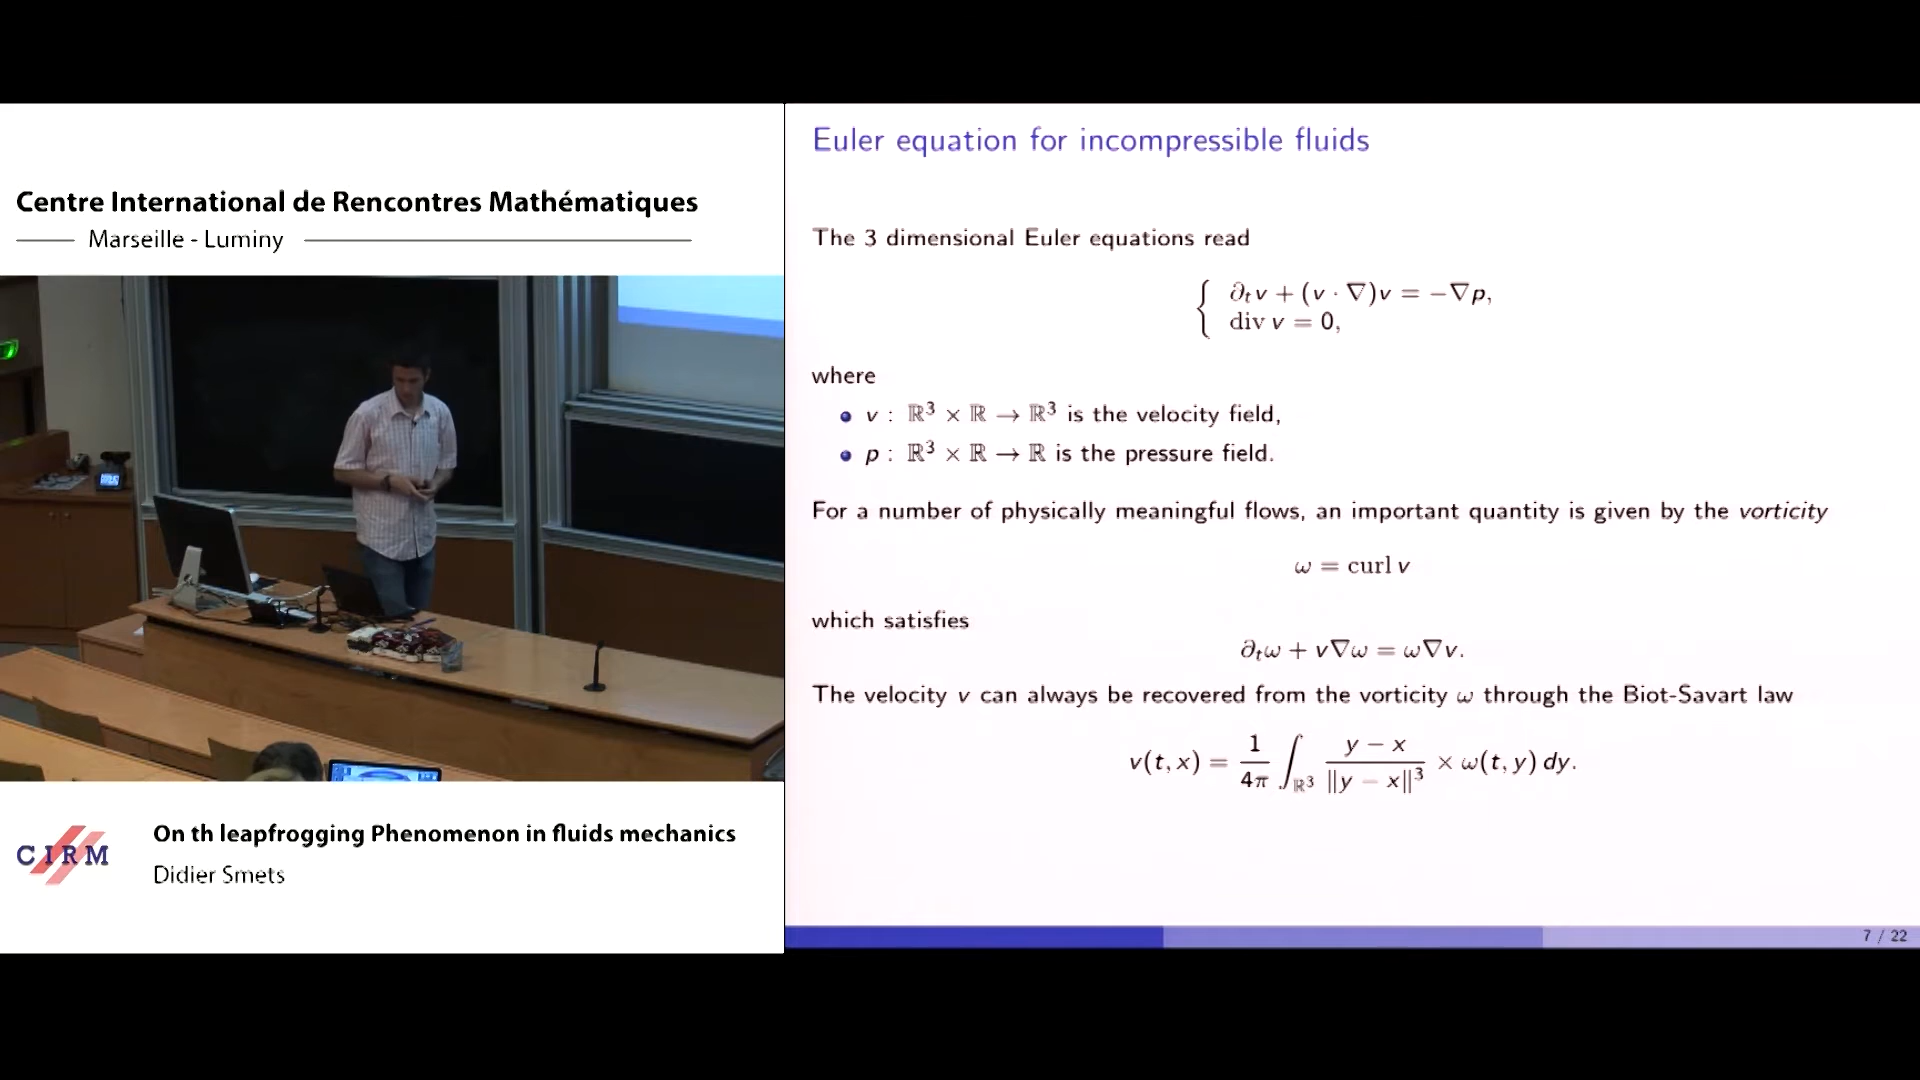 Centre International de Rencontres Mathématiques
Marseille - Luminy
CIRM
On th leapfrogging Phenomenon in fluids mechanics
Didier Smets
Euler equation for incompressible fluids
The 3 dimensional Euler equations read
{ ∂ₜv + (v · ∇)v = −∇p,
div v = 0,
where
• v : ℝ³ × ℝ → ℝ³ is the velocity field,
• p : ℝ³ × ℝ → ℝ is the pressure field.
For a number of physically meaningful flows, an important quantity is given by the vorticity
ω = curl v
which satisfies
∂ₜω + v∇ω = ω∇v.
The velocity v can always be recovered from the vorticity ω through the Biot-Savart law
v(t, x) = 1/4π ∫_ℝ³ (y − x)/‖y − x‖³ × ω(t, y) dy.
7 / 22